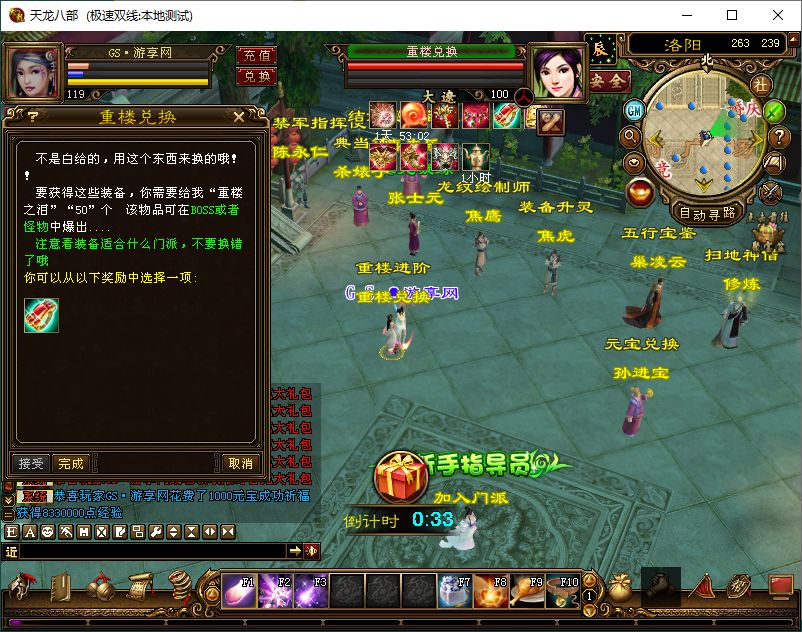 天龙八部 (极速双线:本地测试)
GS·游享网
119
充值
兑换
重楼兑换
100
辰
洛阳 263 239
安全
北
社
GM
自动寻路
重楼兑换
不是白给的，用这个东西来换的哦！
！
要获得这些装备，你需要给我“重楼
之泪”“50”个 该物品可在BOSS或者
怪物中爆出....
注意看装备适合什么门派，不要换错
了哦
你可以从以下奖励中选择一项:
接受
完成
取消
大辽
禁军指挥使
1天
53:02
典当
陈永仁
1小时
龙纹绘制师
张士元
焦鹰
装备升灵
焦虎
五行宝鉴
巢凌云
扫地神僧
修炼
重楼进阶
重楼兑换
游享网
元宝兑换
孙进宝
大礼包
大礼包
大礼包
大礼包
大礼包
大礼包
新手指导员
加入门派
倒计时 0:33
恭喜玩家GS·游享网花费了1000元宝成功祈福
获得8330000点经验
近
F1
F2
F3
F7
F8
F9
F10
1